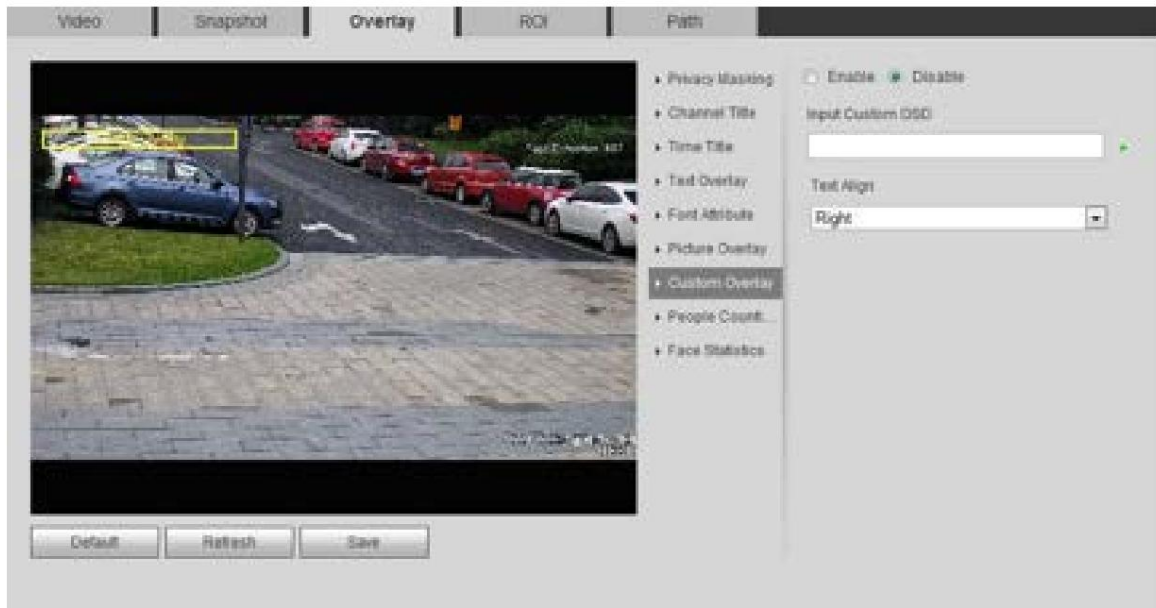 Video Snapshot Overlay ROI Path
Privacy Masking
Channel Title
Time Title
Text Overlay
Font Attribute
Picture Overlay
Custom Overlay
People Counti...
Face Statistics
Enable Disable
Input Custom OSD
Text Align
Right
Default Refresh Save